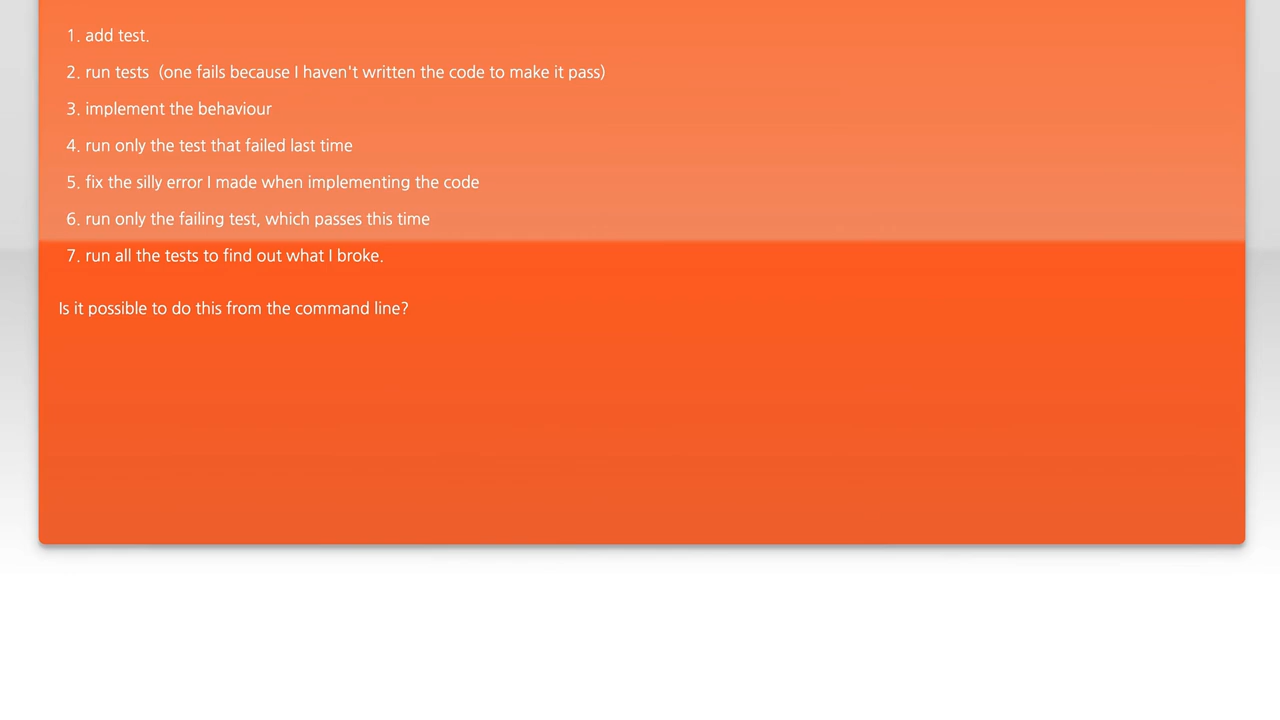 1. add test.
2. run tests  (one fails because I haven't written the code to make it pass)
3. implement the behaviour
4. run only the test that failed last time
5. fix the silly error I made when implementing the code
6. run only the failing test, which passes this time
7. run all the tests to find out what I broke.
Is it possible to do this from the command line?